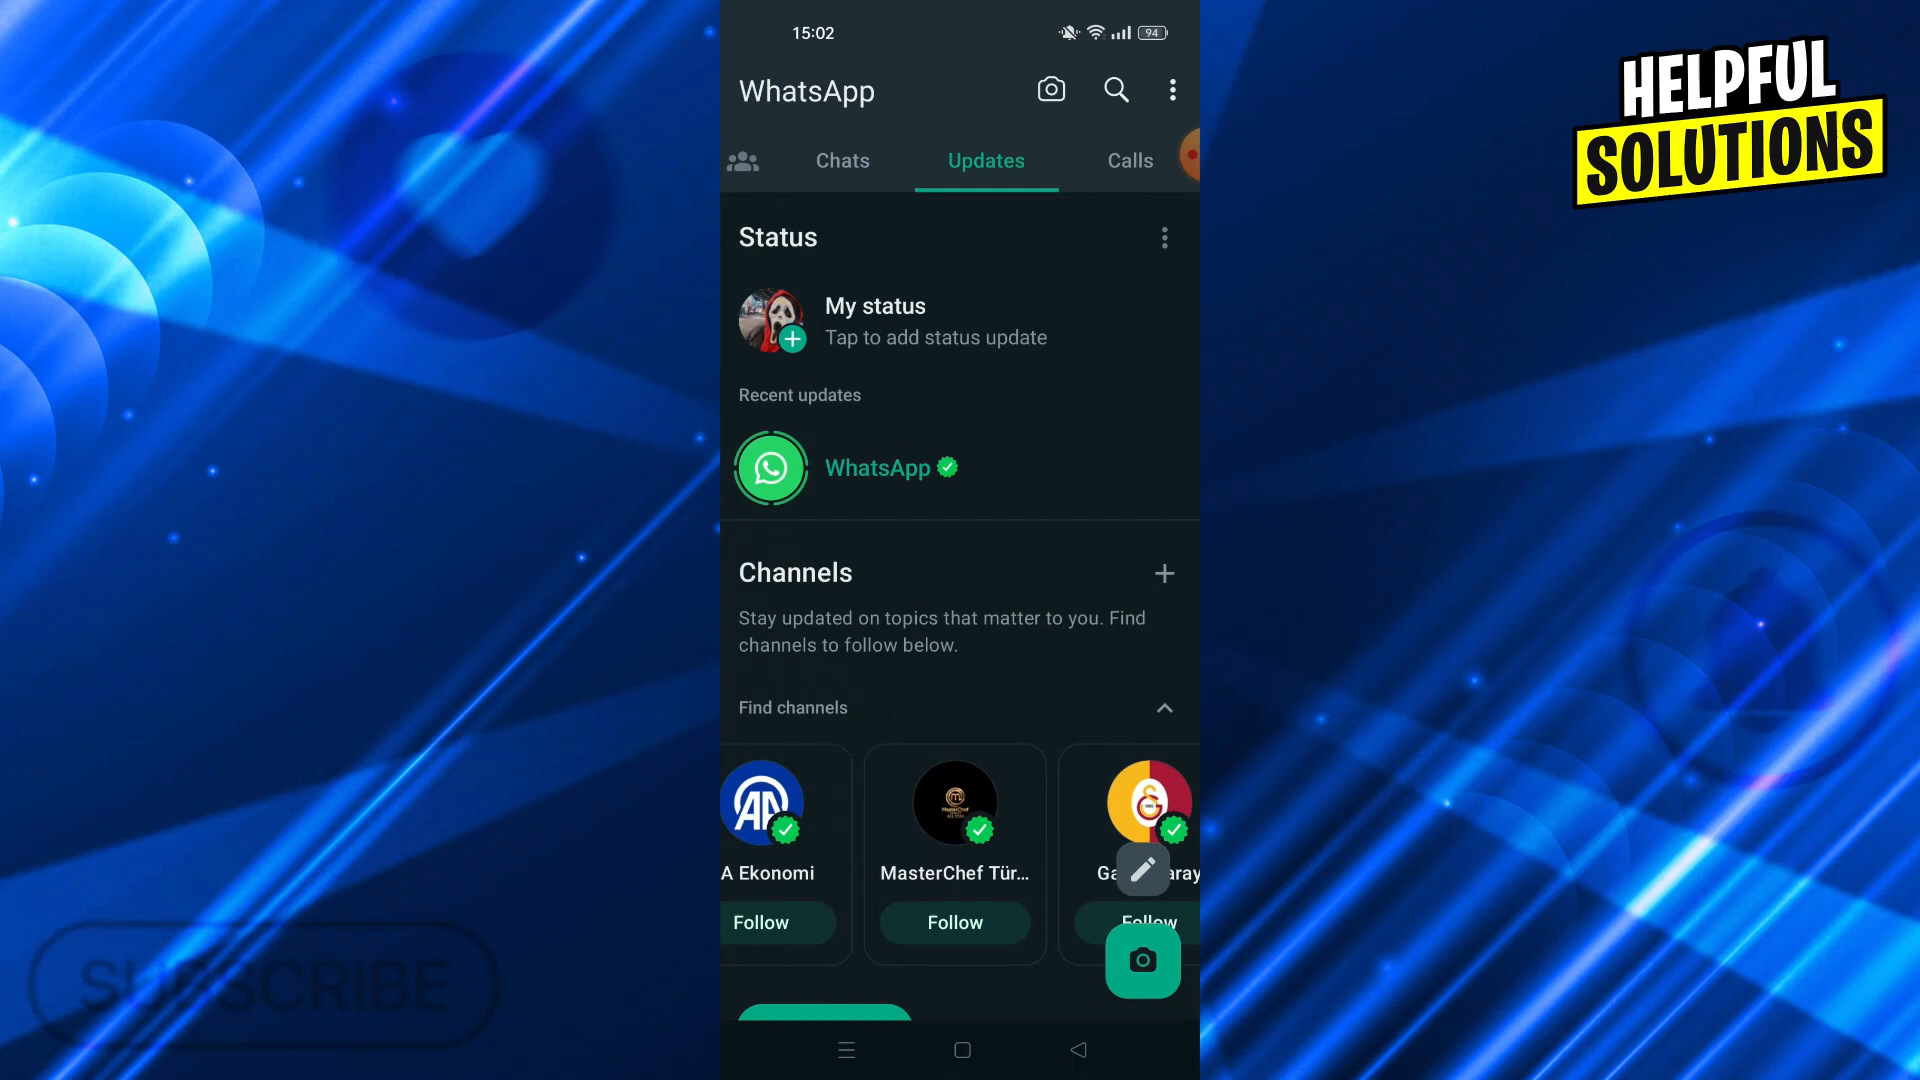 15:02
94
HELPFUL
SOLUTIONS
WhatsApp
Chats
Updates
Calls
Status
My status
Tap to add status update
Recent updates
WhatsApp
Channels
Stay updated on topics that matter to you. Find
channels to follow below.
Find channels
A Ekonomi
MasterChef Tür...
Follow
Follow
Follow
SUBSCRIBE